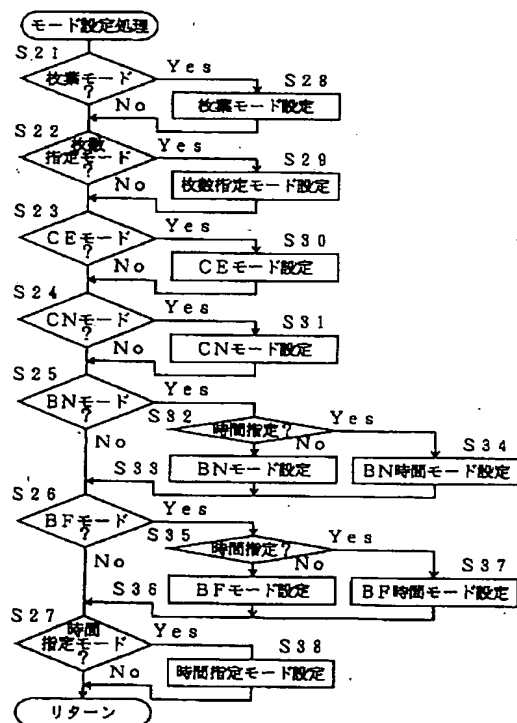 モード設定処理
S21
枚葉モード
?
Yes
No
S28
枚葉モード設定
S22
枚数
指定モード
?
Yes
No
S29
枚数指定モード設定
S23
CEモード
?
Yes
No
S30
CEモード設定
S24
CNモード
?
Yes
No
S31
CNモード設定
S25
BNモード
?
Yes
No
S32
時間指定?
Yes
No
S33
BNモード設定
S34
BN時間モード設定
S26
BFモード
?
Yes
No
S35
時間指定?
Yes
No
S36
BFモード設定
S37
BF時間モード設定
S27
時間
指定モード
?
Yes
No
S38
時間指定モード設定
リターン